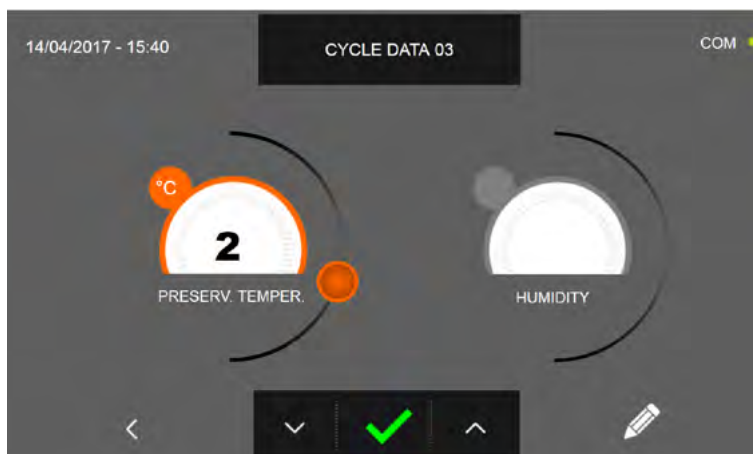 14/04/2017 - 15:40
CYCLE DATA 03
COM
°C
2
PRESERV. TEMPER.
HUMIDITY